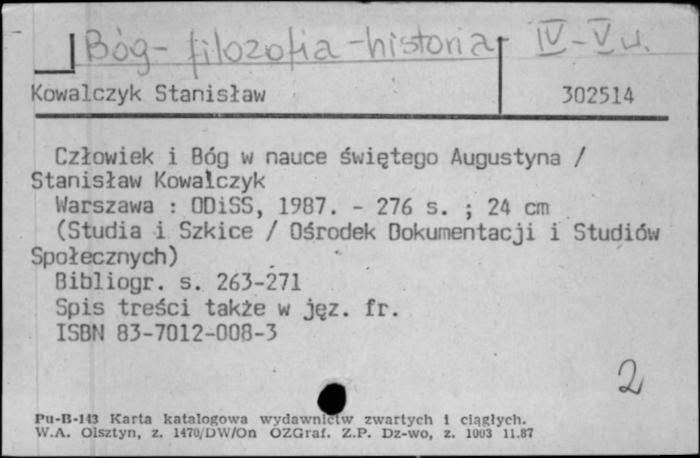 Bóg - filozofia - historia IV-V w.
Kowalczyk Stanisław 302514
Człowiek i Bóg w nauce świętego Augustyna /
Stanisław Kowalczyk
Warszawa : ODiSS, 1987. - 276 s. ; 24 cm
(Studia i Szkice / Ośrodek Dokumentacji i Studiów
Społecznych)
Bibliogr. s. 263-271
Spis treści także w jęz. fr.
ISBN 83-7012-008-3
2
Pu-B-143 Karta katalogowa wydawnictw zwartych i ciągłych.
W.A. Olsztyn, z. 1470/DW/On OZGraf. Z.P. Dz-wo, z. 1003 11.87